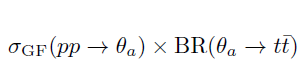 σ_GF(pp → θ_a) × BR(θ_a → tt̄)